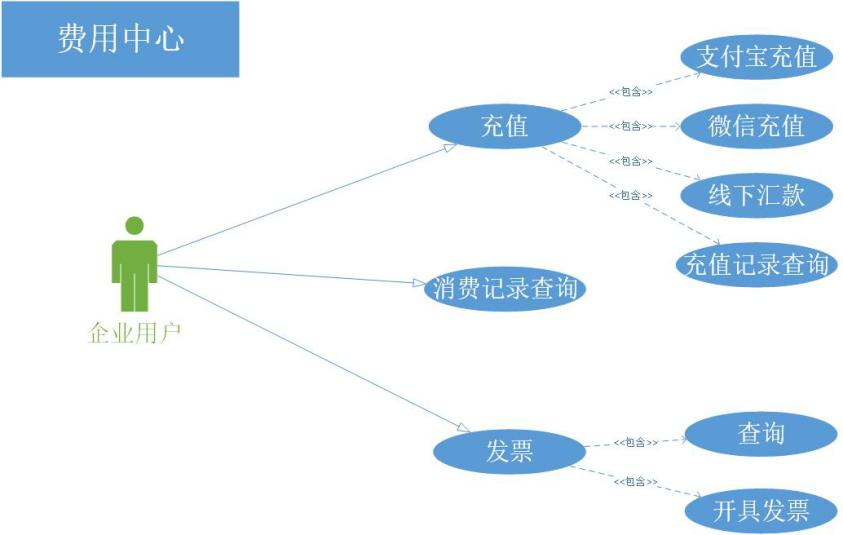 费用中心
支付宝充值
<<包含>>
充值
<<包含>>
微信充值
<<包含>>
线下汇款
<<包含>>
充值记录查询
消费记录查询
企业用户
发票
<<包含>>
查询
<<包含>>
开具发票